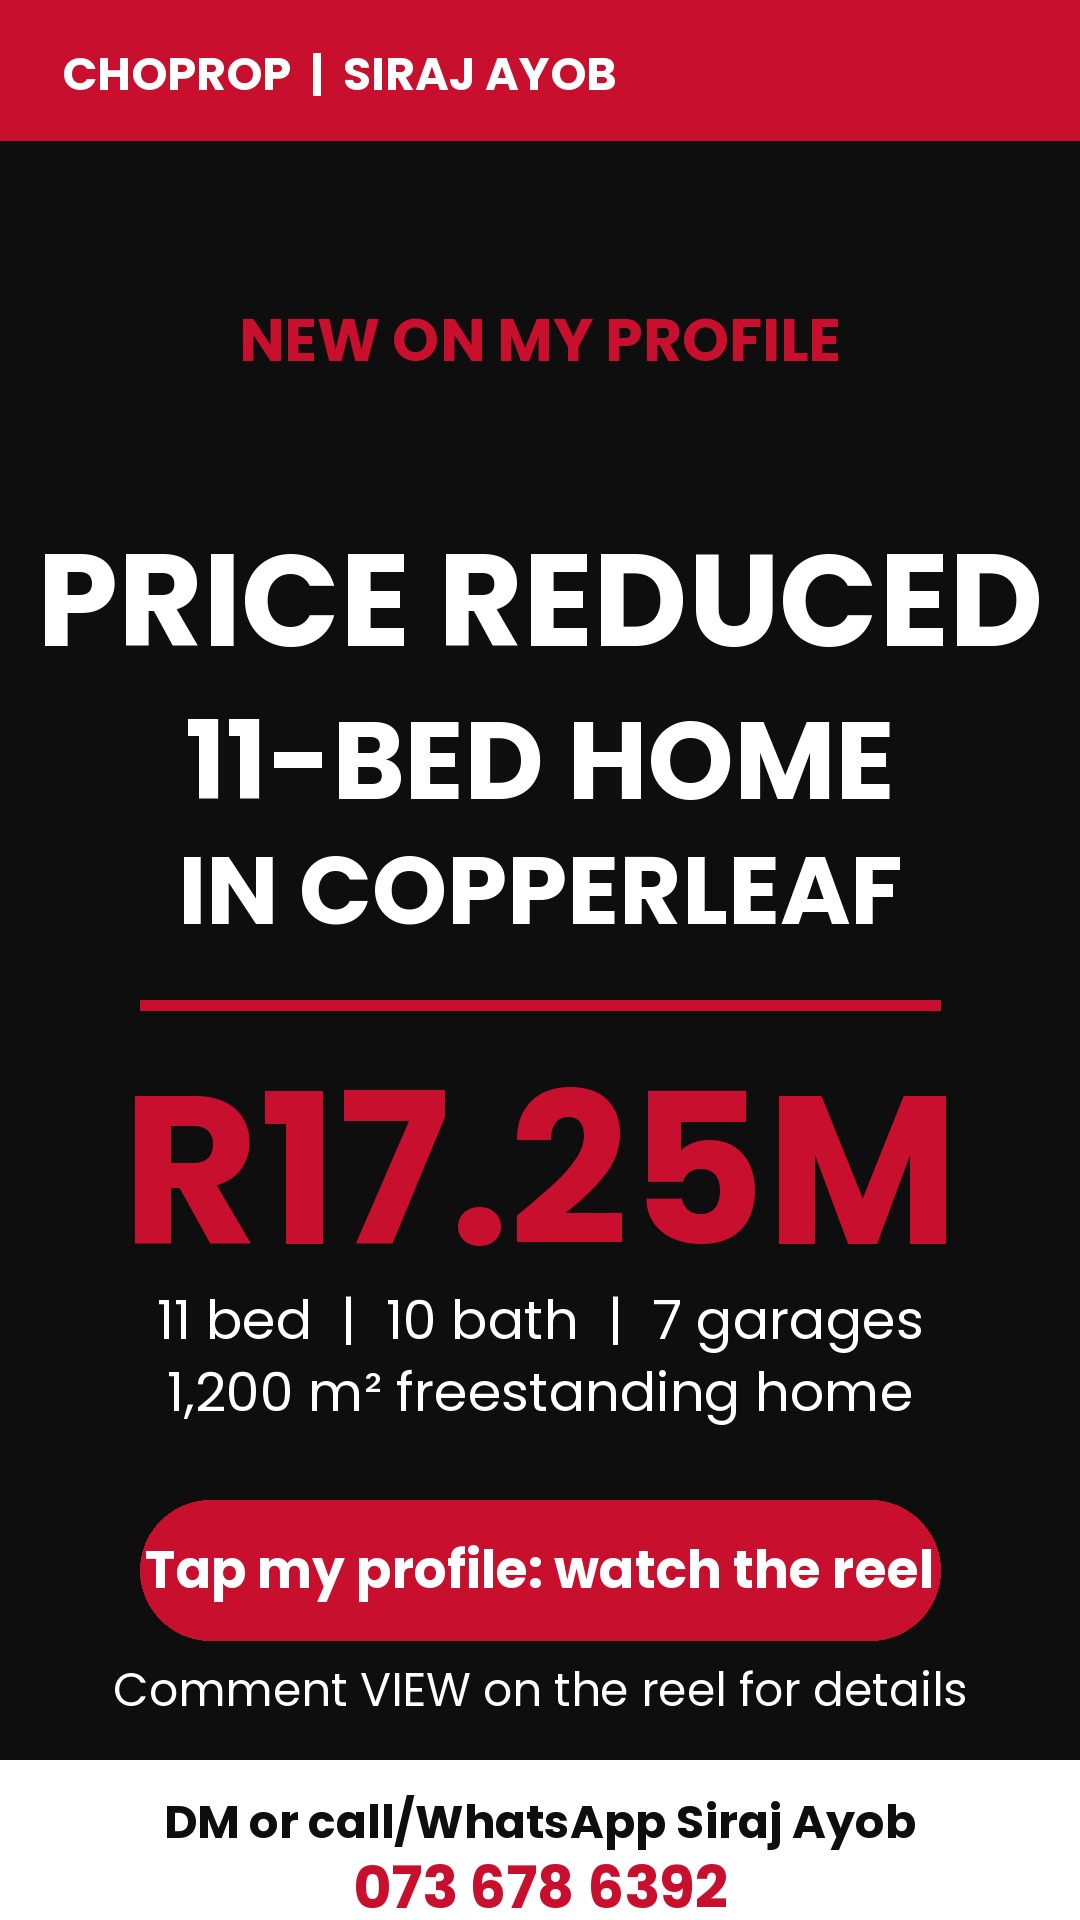 CHOPROP | SIRAJ AYOB
NEW ON MY PROFILE
PRICE REDUCED
11-BED HOME
IN COPPERLEAF
R17.25M
11 bed | 10 bath | 7 garages
1,200 m² freestanding home
Tap my profile: watch the reel
Comment VIEW on the reel for details
DM or call/WhatsApp Siraj Ayob
073 678 6392